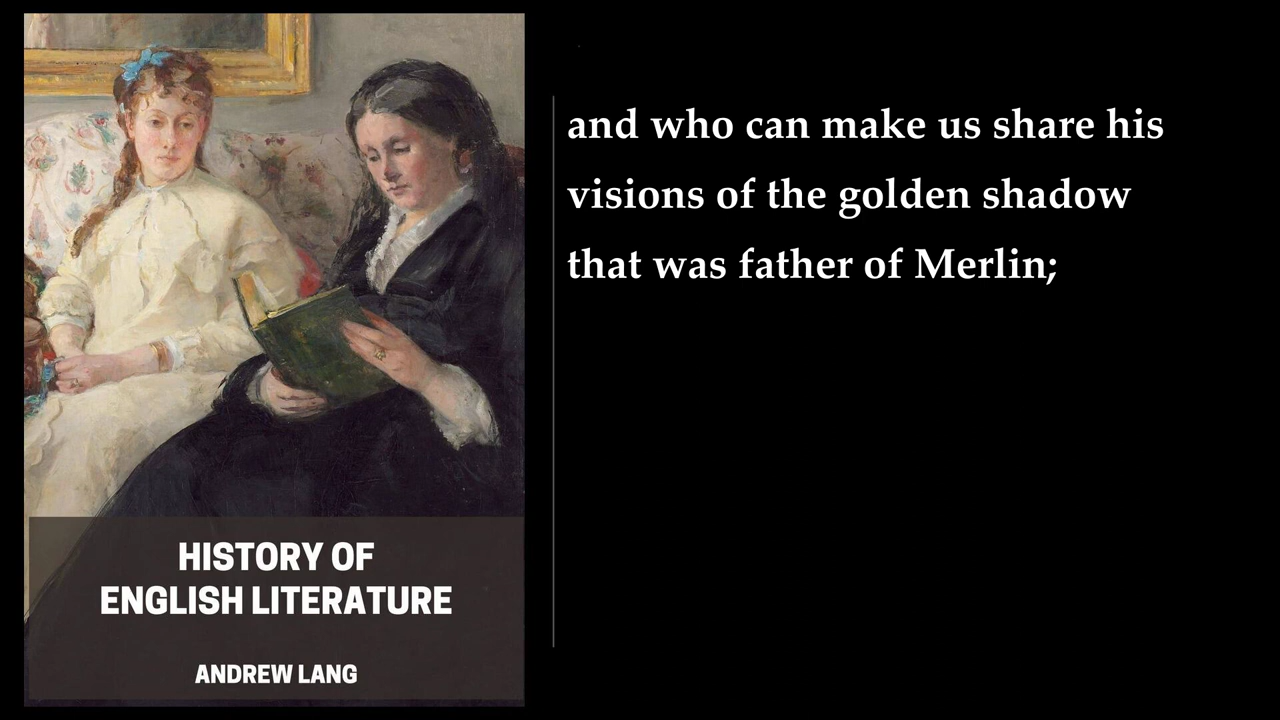 and who can make us share his
visions of the golden shadow
that was father of Merlin;
HISTORY OF
ENGLISH LITERATURE
ANDREW LANG